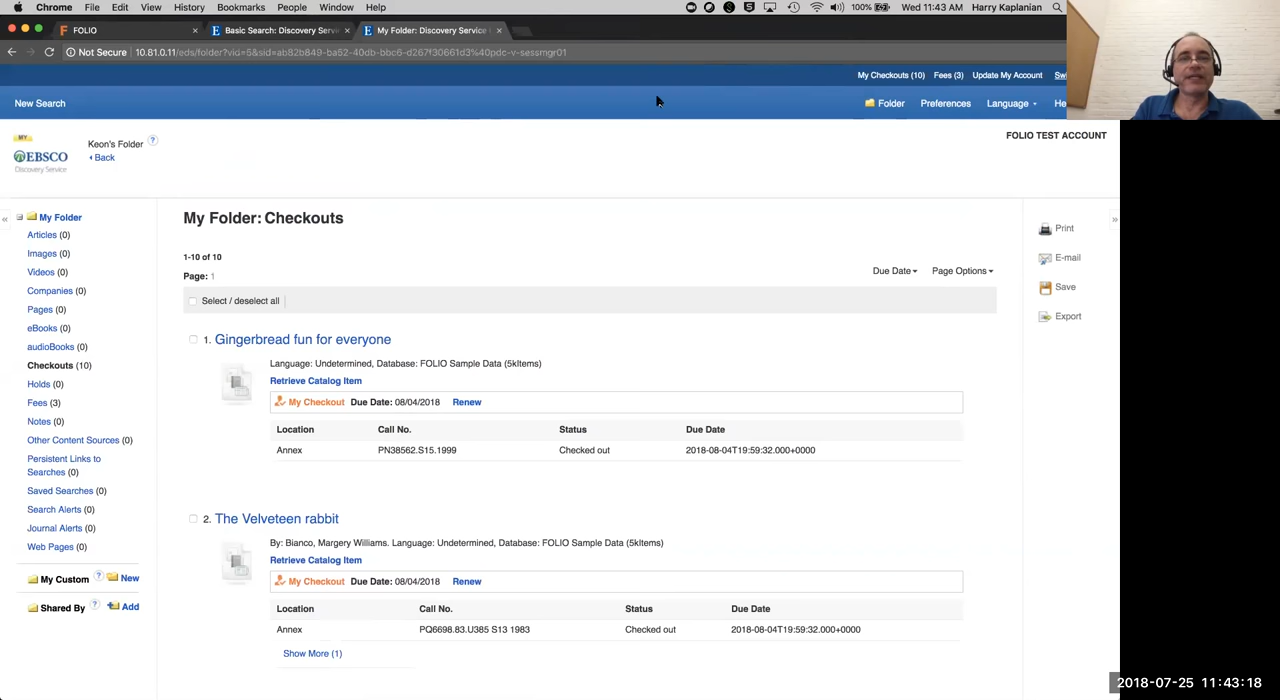 Chrome File Edit View History Bookmarks People Window Help 100% Wed 11:43 AM Harry Kaplanian
FOLIO Basic Search: Discovery Servi My Folder: Discovery Service
Not Secure 10.81.0.11/eds/folder?vid=5&sid=ab82b849-ba52-40db-bbc6-d267f30661d3%40pdc-v-sessmgr01
My Checkouts (10) Fees (3) Update My Account
New Search Folder Preferences Language
FOLIO TEST ACCOUNT
MY
EBSCO
Discovery Service
Keon's Folder ?
Back
My Folder
Articles (0)
Images (0)
Videos (0)
Companies (0)
Pages (0)
eBooks (0)
audioBooks (0)
Checkouts (10)
Holds (0)
Fees (3)
Notes (0)
Other Content Sources (0)
Persistent Links to
Searches (0)
Saved Searches (0)
Search Alerts (0)
Journal Alerts (0)
Web Pages (0)
My Custom ? New
Shared By ? Add
My Folder: Checkouts
1-10 of 10
Page: 1
Due Date Page Options
Select / deselect all
1. Gingerbread fun for everyone
Language: Undetermined, Database: FOLIO Sample Data (5kItems)
Retrieve Catalog Item
My Checkout Due Date: 08/04/2018 Renew
Location Call No. Status Due Date
Annex PN38562.S15.1999 Checked out 2018-08-04T19:59:32.000+0000
2. The Velveteen rabbit
By: Bianco, Margery Williams. Language: Undetermined, Database: FOLIO Sample Data (5kItems)
Retrieve Catalog Item
My Checkout Due Date: 08/04/2018 Renew
Location Call No. Status Due Date
Annex PQ6698.83.U385 S13 1983 Checked out 2018-08-04T19:59:32.000+0000
Show More (1)
Print
E-mail
Save
Export
2018-07-25 11:43:18